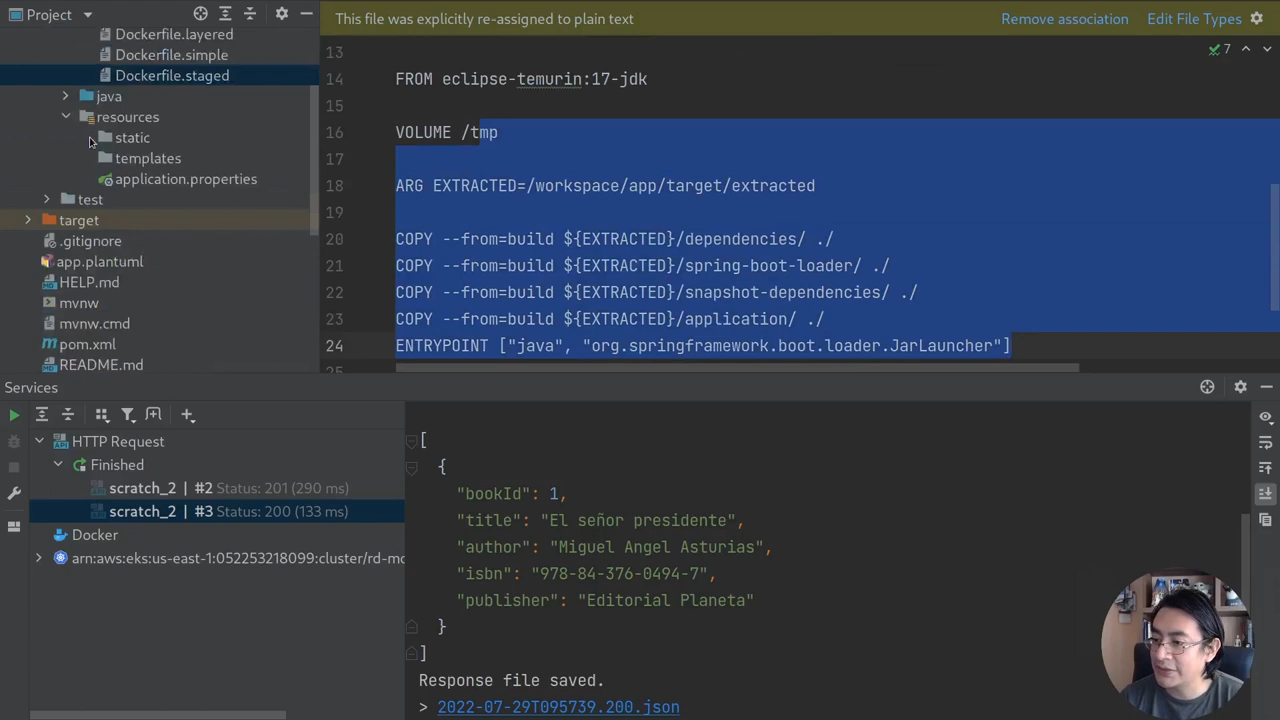 Project
This file was explicitly re-assigned to plain text
Remove association
Edit File Types
Dockerfile.layered
Dockerfile.simple
Dockerfile.staged
java
resources
static
templates
application.properties
test
target
.gitignore
app.plantuml
HELP.md
mvnw
mvnw.cmd
pom.xml
README.md
7
13
14 FROM eclipse-temurin:17-jdk
15
16 VOLUME /tmp
17
18 ARG EXTRACTED=/workspace/app/target/extracted
19
20 COPY --from=build ${EXTRACTED}/dependencies/ ./
21 COPY --from=build ${EXTRACTED}/spring-boot-loader/ ./
22 COPY --from=build ${EXTRACTED}/snapshot-dependencies/ ./
23 COPY --from=build ${EXTRACTED}/application/ ./
24 ENTRYPOINT ["java", "org.springframework.boot.loader.JarLauncher"]
25
Services
HTTP Request
Finished
scratch_2 | #2 Status: 201 (290 ms)
scratch_2 | #3 Status: 200 (133 ms)
Docker
arn:aws:eks:us-east-1:052253218099:cluster/rd-mo
[
{
"bookId": 1,
"title": "El señor presidente",
"author": "Miguel Angel Asturias",
"isbn": "978-84-376-0494-7",
"publisher": "Editorial Planeta"
}
]
Response file saved.
> 2022-07-29T095739.200.json